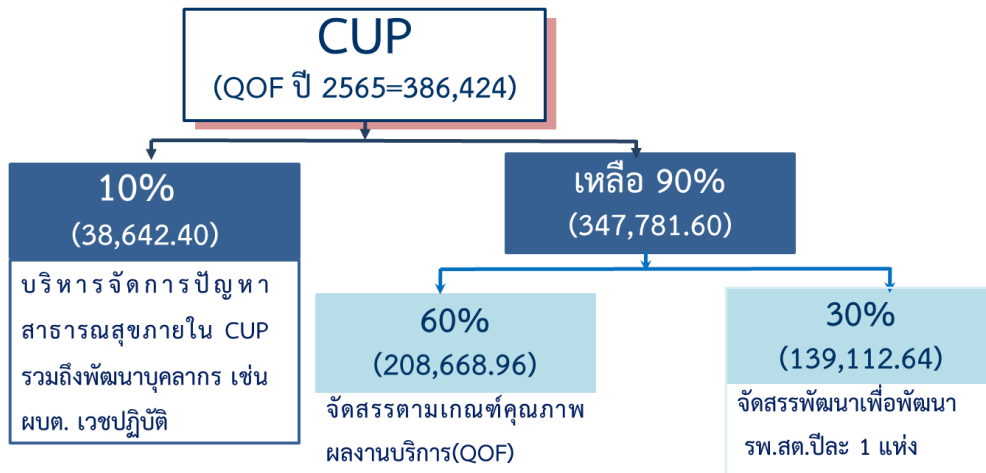 CUP
(QOF ปี 2565=386,424)
10%
(38,642.40)
บริหารจัดการปัญหา
สาธารณสุขภายใน CUP
รวมถึงพัฒนาบุคลากร เช่น
ผบต. เวชปฏิบัติ
เหลือ 90%
(347,781.60)
60%
(208,668.96)
จัดสรรตามเกณฑ์คุณภาพ
ผลงานบริการ(QOF)
30%
(139,112.64)
จัดสรรพัฒนาเพื่อพัฒนา
รพ.สต.ปีละ 1 แห่ง